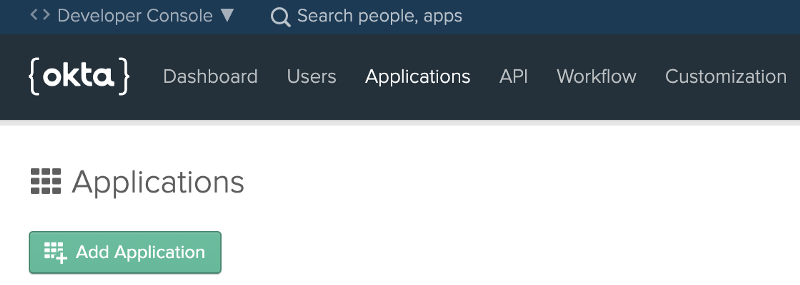 <> Developer Console ▼ Search people, apps
{okta} Dashboard Users Applications API Workflow Customization
Applications
Add Application